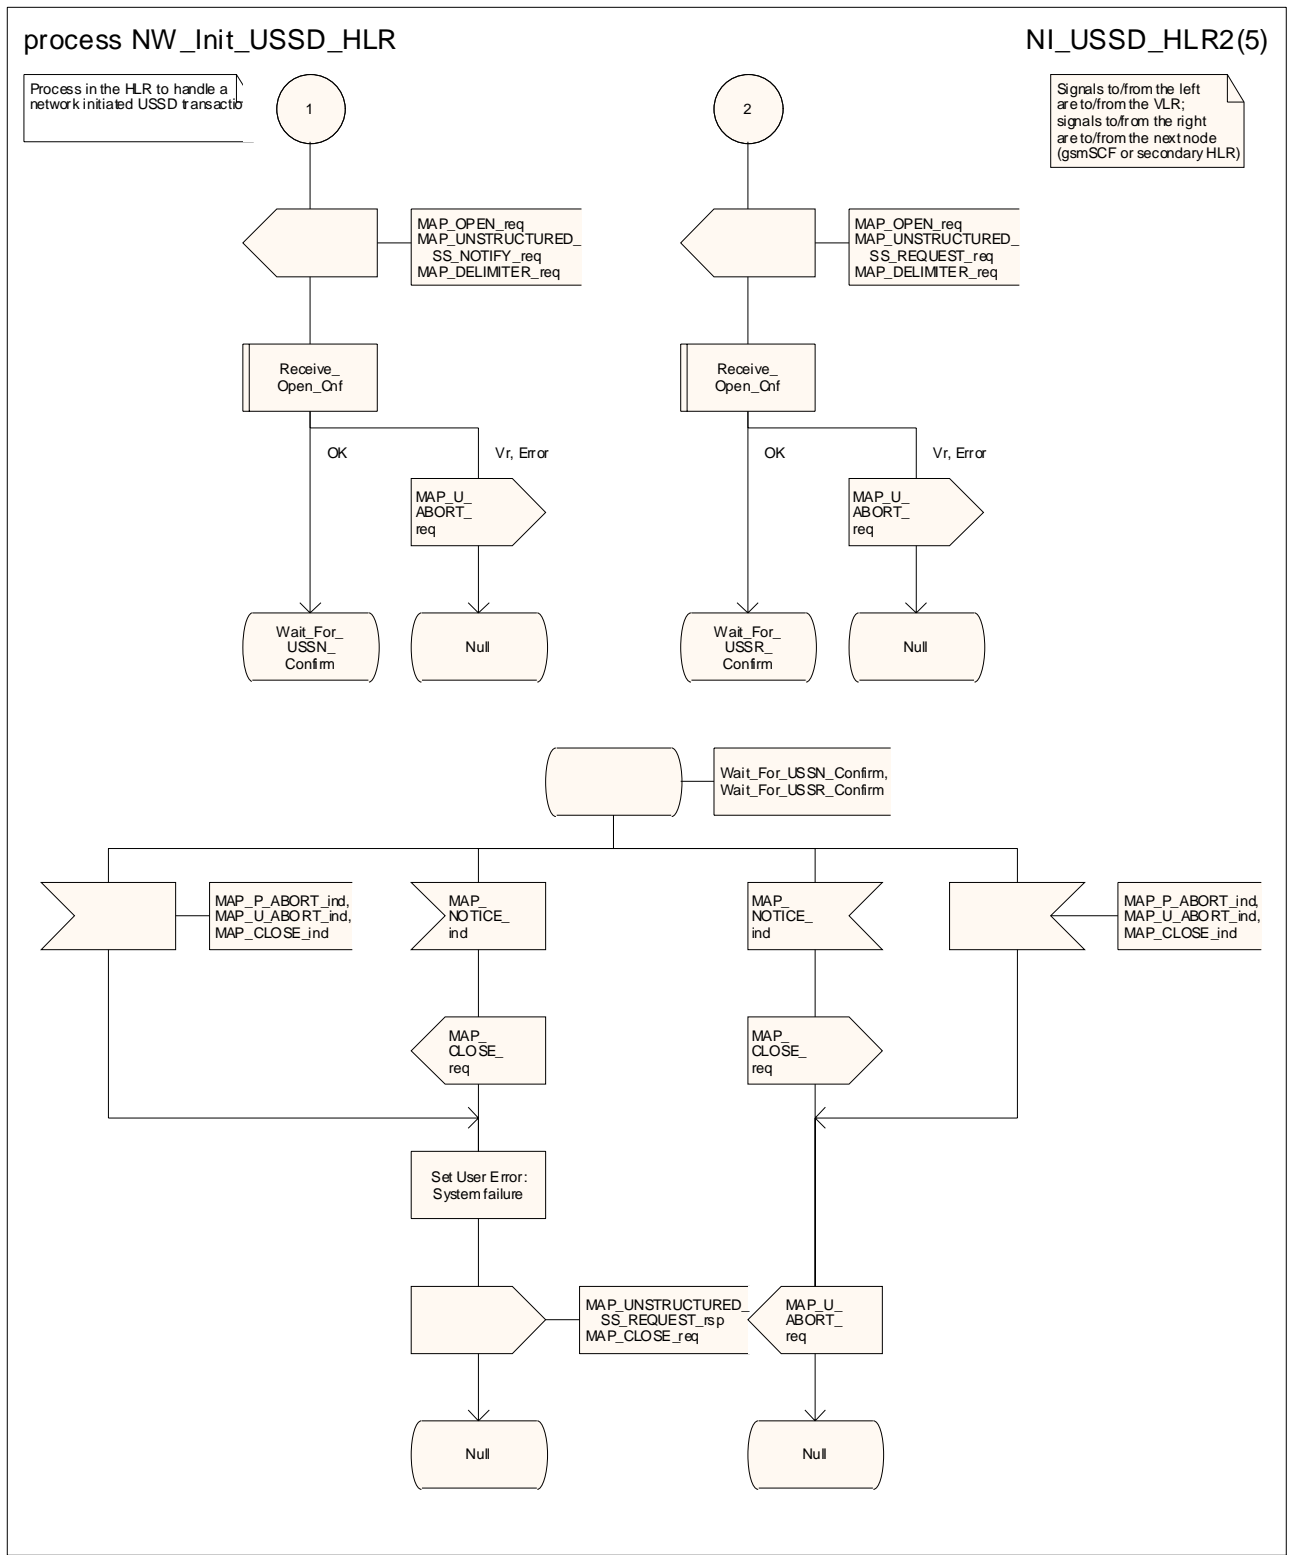 process NW_Init_USSD_HLR
NI_USSD_HLR2(5)
Process in the HLR to handle a
network initiated USSD transactio
Signals to/from the left
are to/from the VLR;
signals to/from the right
are to/from the next node
(gsmSCF or secondary HLR)
1
2
MAP_OPEN_req
MAP_UNSTRUCTURED_
SS_NOTIFY_req
MAP_DELIMITER_req
MAP_OPEN_req
MAP_UNSTRUCTURED_
SS_REQUEST_req
MAP_DELIMITER_req
Receive_
Open_Cnf
Receive_
Open_Cnf
OK
Vr, Error
OK
Vr, Error
MAP_U_
ABORT_
req
MAP_U_
ABORT_
req
Wait_For_
USSN_
Confirm
Null
Wait_For_
USSR_
Confirm
Null
Wait_For_USSN_Confirm,
Wait_For_USSR_Confirm
MAP_P_ABORT_ind,
MAP_U_ABORT_ind,
MAP_CLOSE_ind
MAP_
NOTICE_
ind
MAP_
NOTICE_
ind
MAP_P_ABORT_ind,
MAP_U_ABORT_ind,
MAP_CLOSE_ind
MAP_
CLOSE_
req
MAP_
CLOSE_
req
Set User Error:
System failure
MAP_UNSTRUCTURED_
SS_REQUEST_rsp
MAP_CLOSE_req
MAP_U_
ABORT_
req
Null
Null